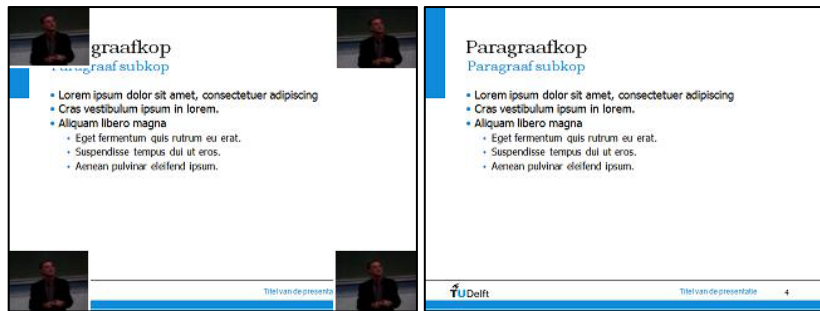 graafkop
Paragraaf subkop
Lorem ipsum dolor sit amet, consectetuer adipiscing
Cras vestibulum ipsum in lorem.
Aliquam libero magna
Eget fermentum quis rutrum eu erat.
Suspendisse tempus dui ut eros.
Aenean pulvinar eleifend ipsum.
Titel van de presenta
Paragraafkop
Paragraaf subkop
Lorem ipsum dolor sit amet, consectetuer adipiscing
Cras vestibulum ipsum in lorem.
Aliquam libero magna
Eget fermentum quis rutrum eu erat.
Suspendisse tempus dui ut eros.
Aenean pulvinar eleifend ipsum.
TU Delft
Titel van de presentatie 4